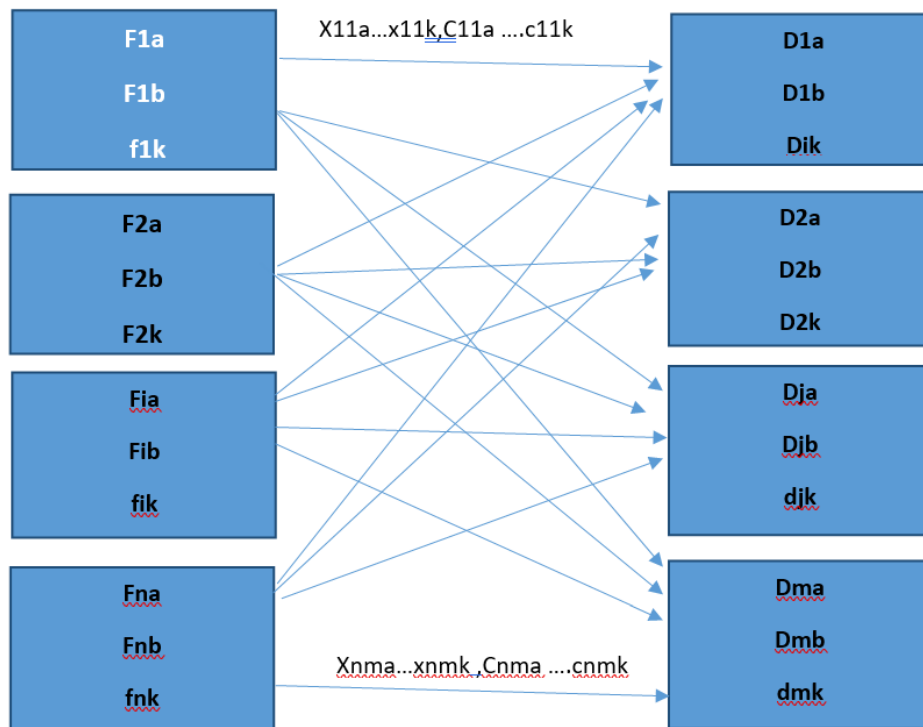 X11a...x11k,C11a ....c11k
F1a
F1b
f1k
D1a
D1b
Dik
F2a
F2b
F2k
D2a
D2b
D2k
Fia
Fib
fik
Dja
Djb
djk
Fna
Fnb
fnk
Dma
Dmb
dmk
Xnma...xnmk ,Cnma ....cnmk